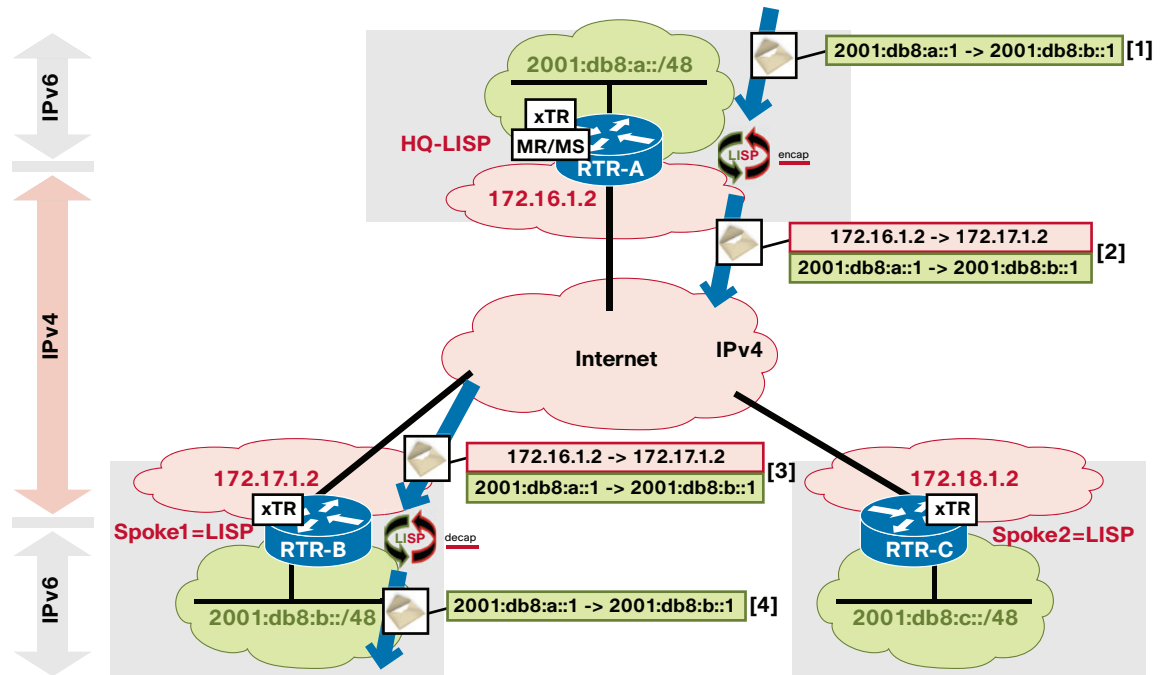 IPv6
2001:db8:a::1 -> 2001:db8:b::1 [1]
2001:db8:a::/48
xTR
HQ-LISP
MR/MS
LISP
encap
RTR-A
172.16.1.2
172.16.1.2 -> 172.17.1.2
2001:db8:a::1 -> 2001:db8:b::1
[2]
IPv4
Internet
IPv4
172.16.1.2 -> 172.17.1.2
2001:db8:a::1 -> 2001:db8:b::1
[3]
172.17.1.2
xTR
Spoke1=LISP
RTR-B
LISP
decap
172.18.1.2
xTR
RTR-C
Spoke2=LISP
IPv6
2001:db8:b::/48
2001:db8:a::1 -> 2001:db8:b::1 [4]
2001:db8:c::/48